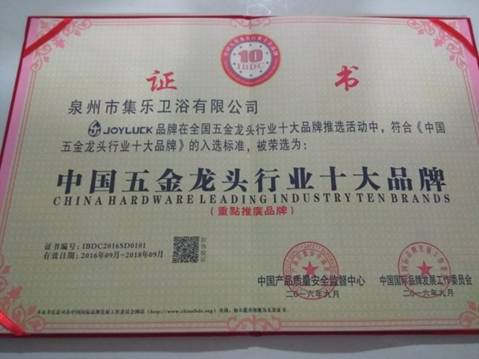 IBDC
证 书
泉州市集乐卫浴有限公司
JOYLUCK 品牌在全国五金龙头行业十大品牌推选活动中，符合《中国
五金龙头行业十大品牌》的入选标准，被荣选为：
中国五金龙头行业十大品牌
CHINA HARDWARE LEADING INDUSTRY TEN BRANDS
（重點推廣品牌）
证书编号：IBDC2016SD0101
有效日期：2016年09月-2018年09月
中国产品质量安全监督中心 中国国际品牌发展工作委员会
二〇一六年九月 二〇一六年九月